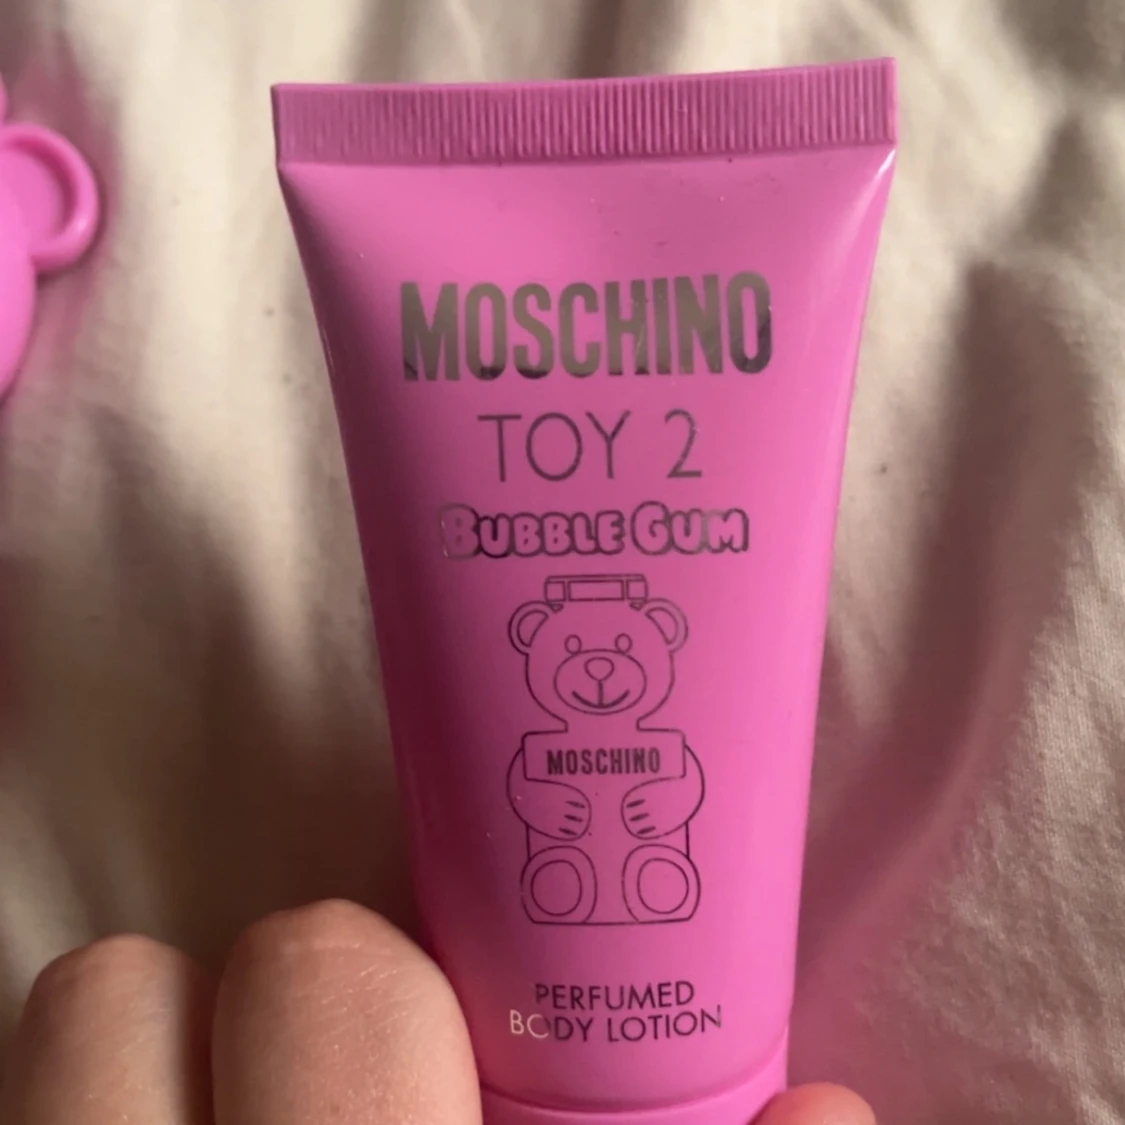 MOSCHINO
TOY 2
BUBBLE GUM
MOSCHINO
PERFUMED
BODY LOTION